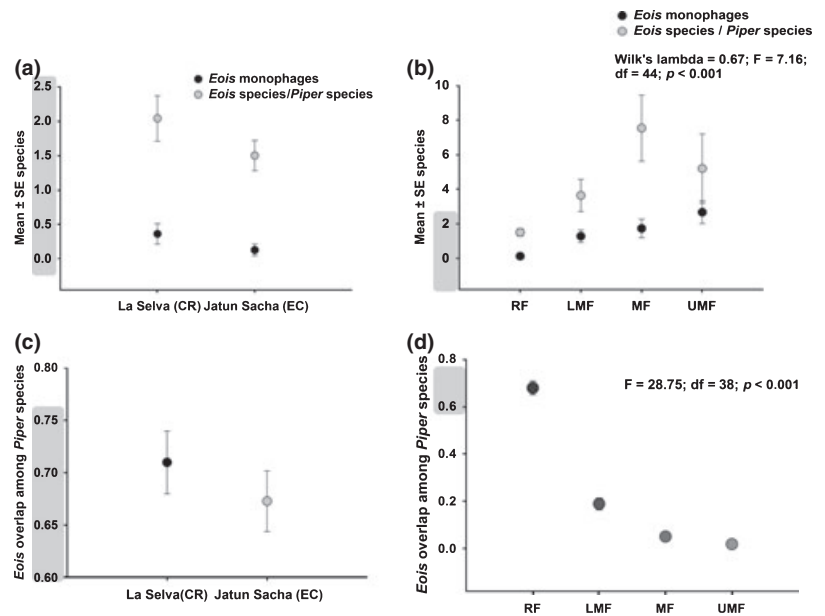 ● Eois monophages
● Eois species / Piper species
Wilk's lambda = 0.67; F = 7.16;
df = 44; p < 0.001
(a)
● Eois monophages
● Eois species/Piper species
2.5
2.0
1.5
1.0
0.5
0.0
Mean ± SE species
La Selva (CR) Jatun Sacha (EC)
(b)
10
8
6
4
2
0
Mean ± SE species
RF LMF MF UMF
(c)
0.80
0.75
0.70
0.65
0.60
Eois overlap among Piper species
La Selva(CR) Jatun Sacha (EC)
(d)
F = 28.75; df = 38; p < 0.001
0.8
0.6
0.4
0.2
0.0
Eois overlap among Piper species
RF LMF MF UMF